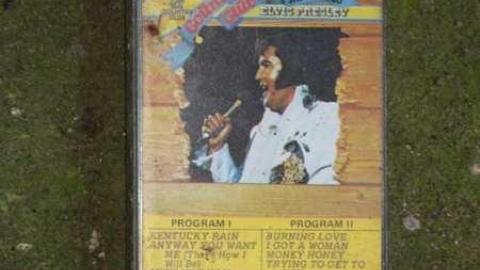 ELVIS PRESLEY
PROGRAM I
KENTUCKY RAIN
ANYWAY YOU WANT
ME (That's How I
Will Be)
PROGRAM II
BURNING LOVE
I GOT A WOMAN
MONEY HONEY
TRYING TO GET TO